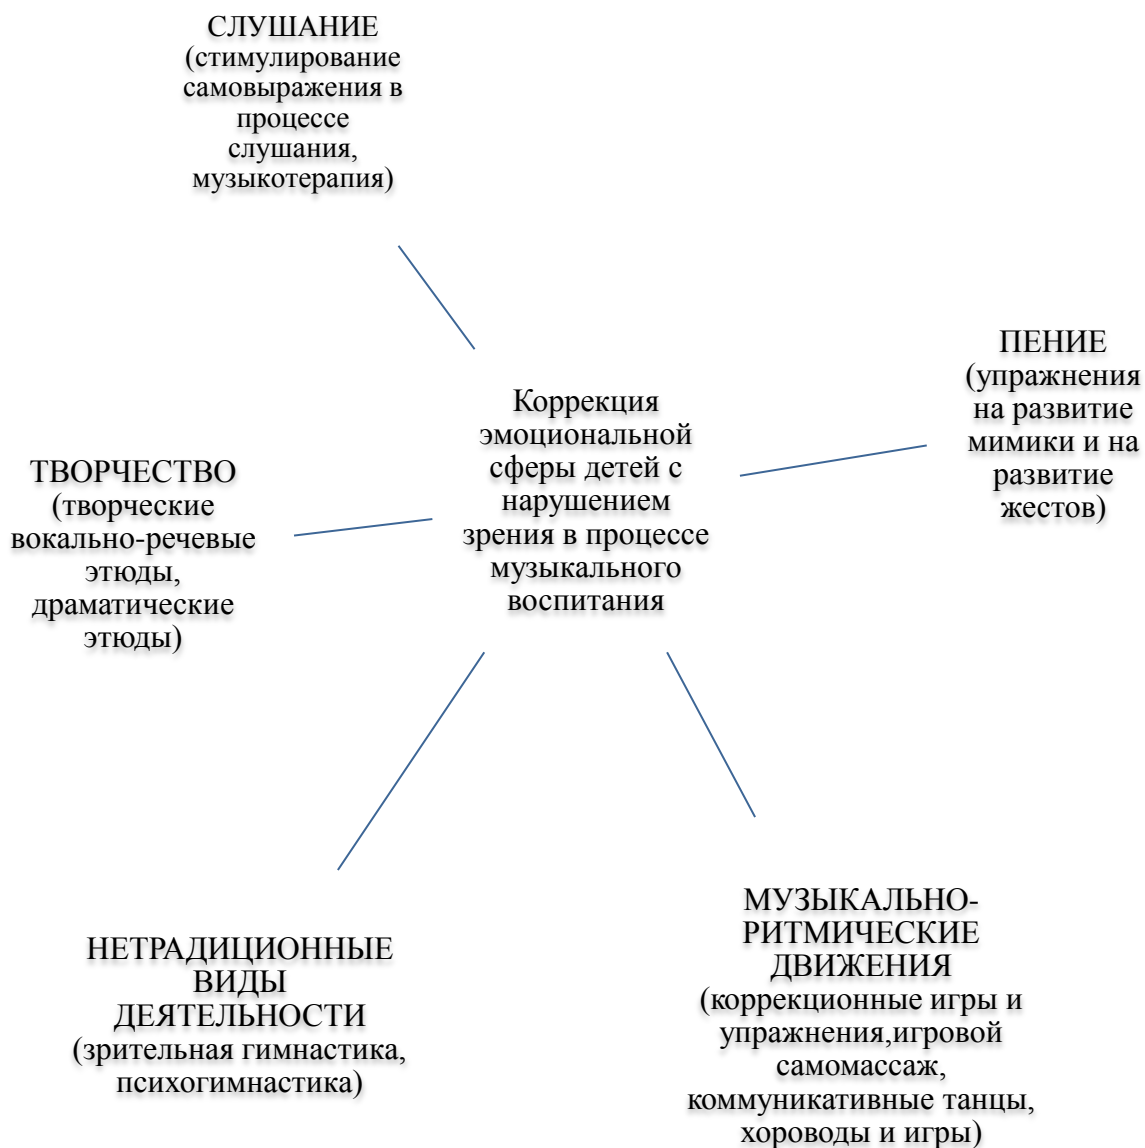 СЛУШАНИЕ
(стимулирование
самовыражения в
процессе
слушания,
музыкотерапия)
ПЕНИЕ
(упражнения
на развитие
мимики и на
развитие
жестов)
Коррекция
эмоциональной
сферы детей с
нарушением
зрения в процессе
музыкального
воспитания
ТВОРЧЕСТВО
(творческие
вокально-речевые
этюды,
драматические
этюды)
НЕТРАДИЦИОННЫЕ
ВИДЫ
ДЕЯТЕЛЬНОСТИ
(зрительная гимнастика,
психогимнастика)
МУЗЫКАЛЬНО-
РИТМИЧЕСКИЕ
ДВИЖЕНИЯ
(коррекционные игры и
упражнения,игровой
самомассаж,
коммуникативные танцы,
хороводы и игры)